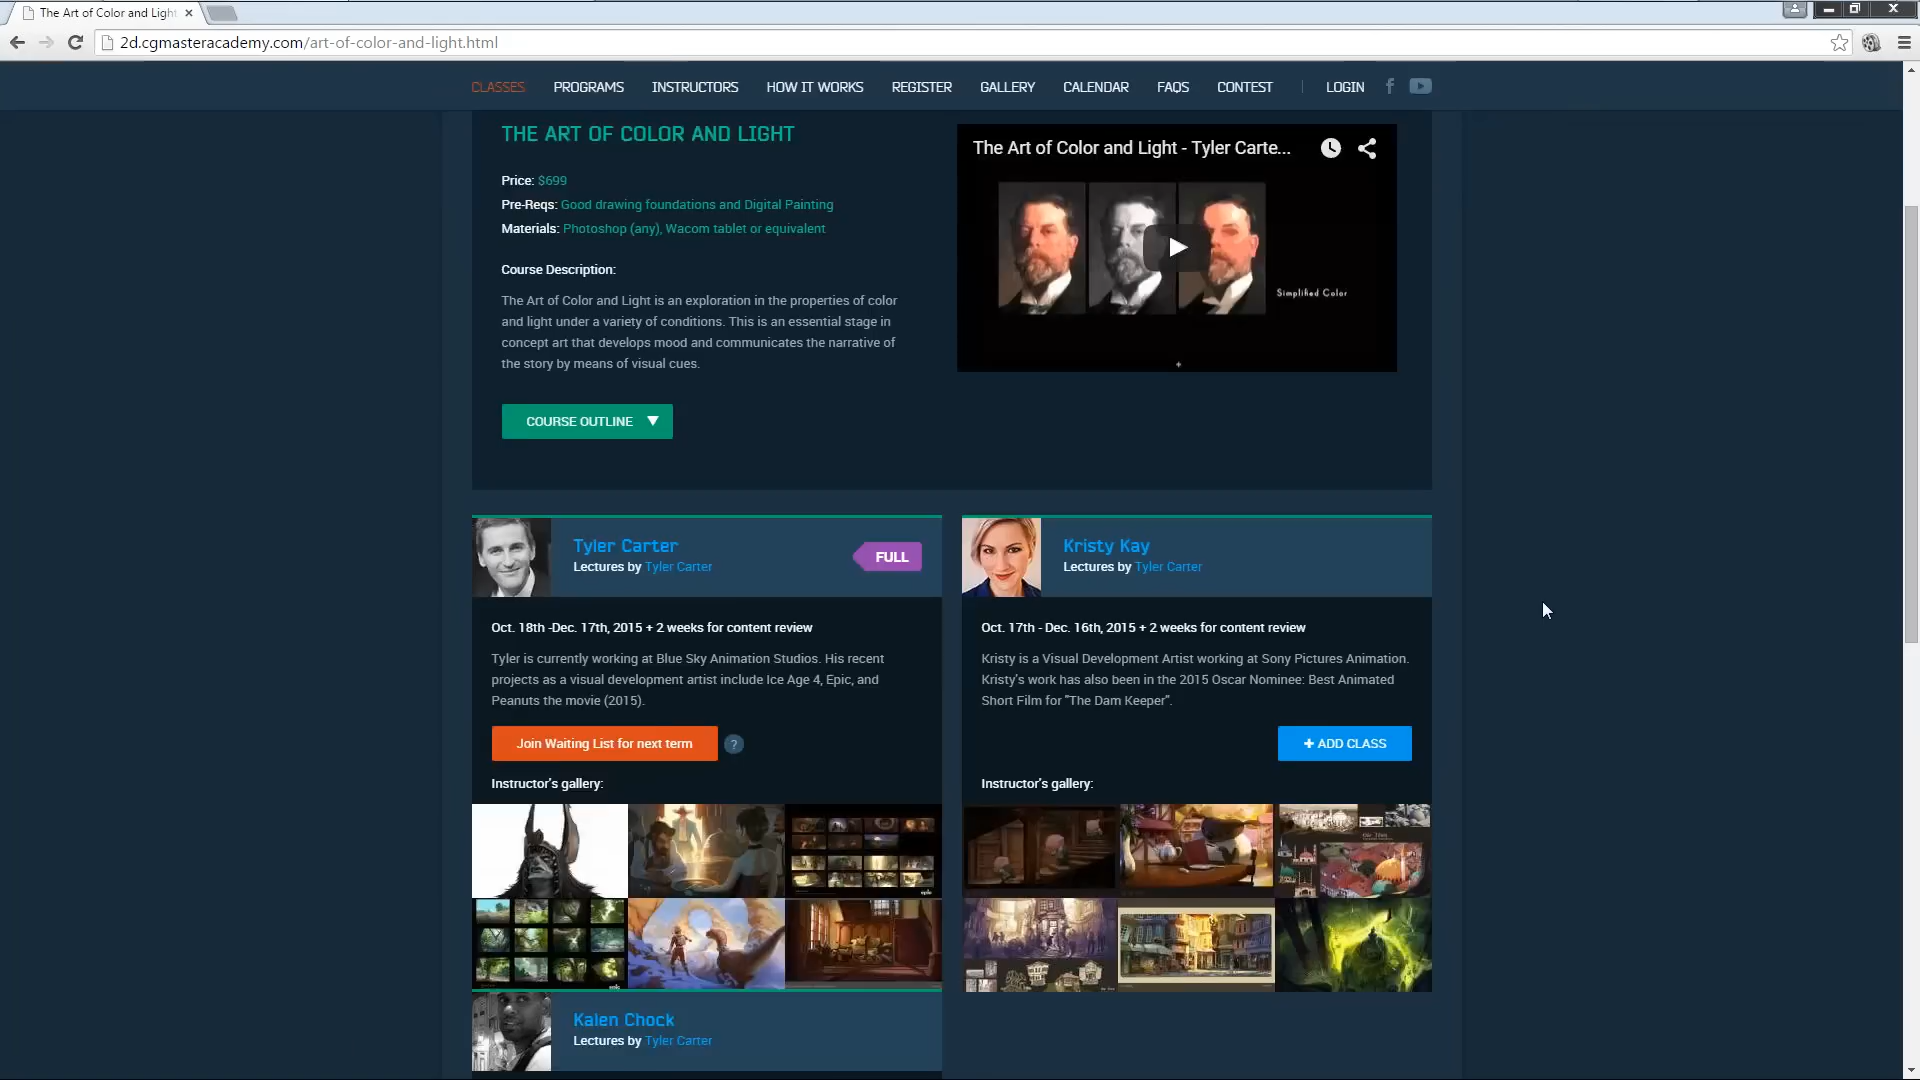 The Art of Color and Light
2d.cgmasteracademy.com/art-of-color-and-light.html
CLASSES PROGRAMS INSTRUCTORS HOW IT WORKS REGISTER GALLERY CALENDAR FAQS CONTEST | LOGIN
THE ART OF COLOR AND LIGHT
Price: $699
Pre-Reqs: Good drawing foundations and Digital Painting
Materials: Photoshop (any), Wacom tablet or equivalent
Course Description:
The Art of Color and Light is an exploration in the properties of color
and light under a variety of conditions. This is an essential stage in
concept art that develops mood and communicates the narrative of
the story by means of visual cues.
COURSE OUTLINE ▼
The Art of Color and Light - Tyler Carte...
Simplified Color
Tyler Carter
Lectures by Tyler Carter
FULL
Oct. 18th -Dec. 17th, 2015 + 2 weeks for content review
Tyler is currently working at Blue Sky Animation Studios. His recent
projects as a visual development artist include Ice Age 4, Epic, and
Peanuts the movie (2015).
Join Waiting List for next term ?
Instructor's gallery:
Kristy Kay
Lectures by Tyler Carter
Oct. 17th - Dec. 16th, 2015 + 2 weeks for content review
Kristy is a Visual Development Artist working at Sony Pictures Animation.
Kristy's work has also been in the 2015 Oscar Nominee: Best Animated
Short Film for "The Dam Keeper".
+ ADD CLASS
Instructor's gallery:
Kalen Chock
Lectures by Tyler Carter